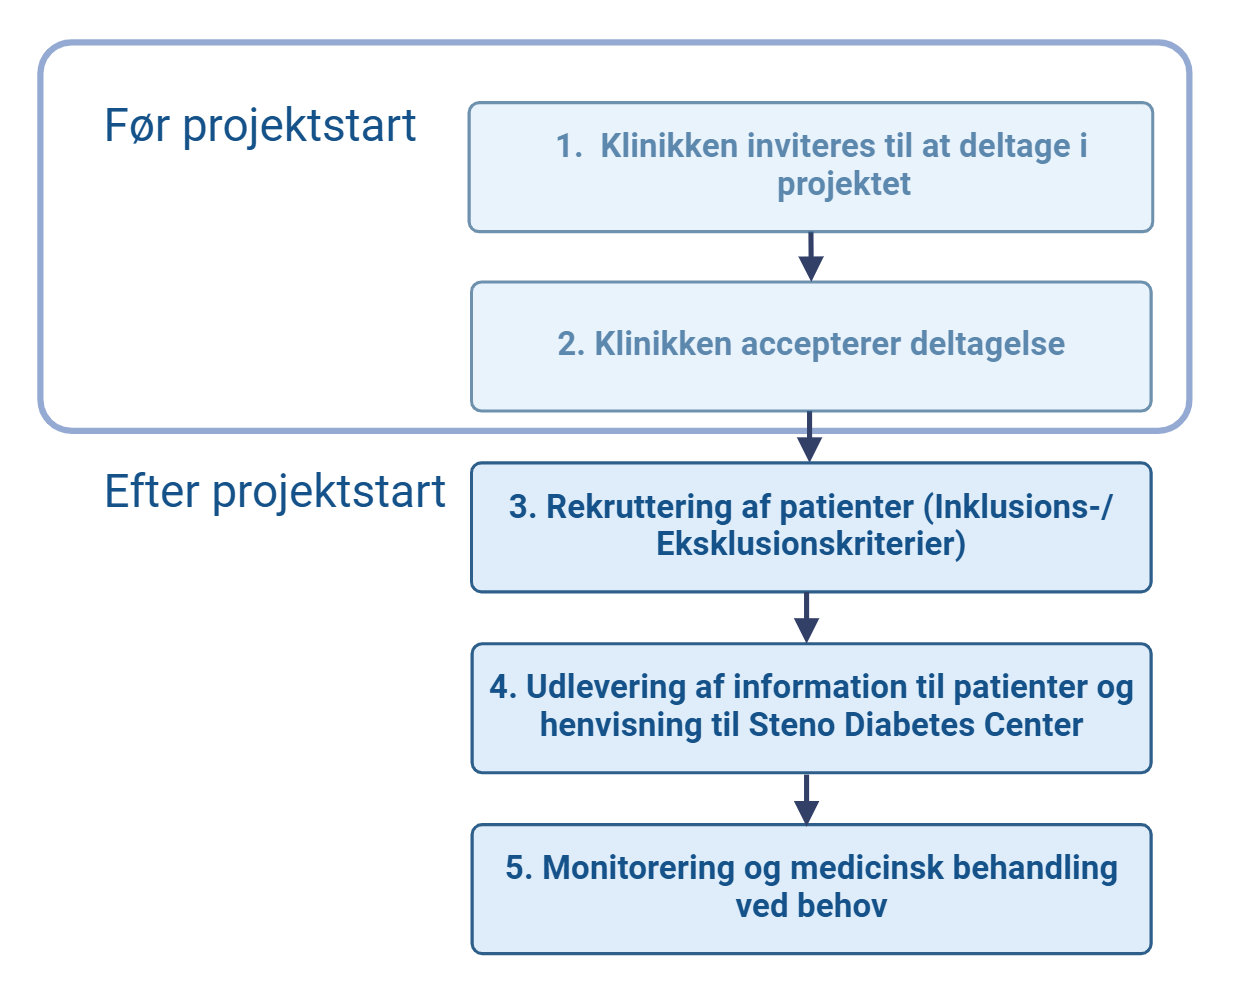 Før projektstart
1. Klinikken inviteres til at deltage i
projektet
2. Klinikken accepterer deltagelse
Efter projektstart
3. Rekruttering af patienter (Inklusions-/
Eksklusionskriterier)
4. Udlevering af information til patienter og
henvisning til Steno Diabetes Center
5. Monitorering og medicinsk behandling
ved behov